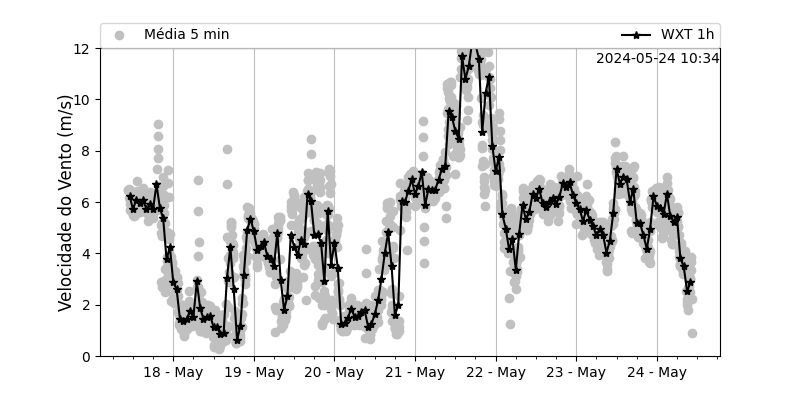 Média 5 min
WXT 1h
2024-05-24 10:34
Velocidade do Vento (m/s)
12
10
8
6
4
2
0
18 - May
19 - May
20 - May
21 - May
22 - May
23 - May
24 - May